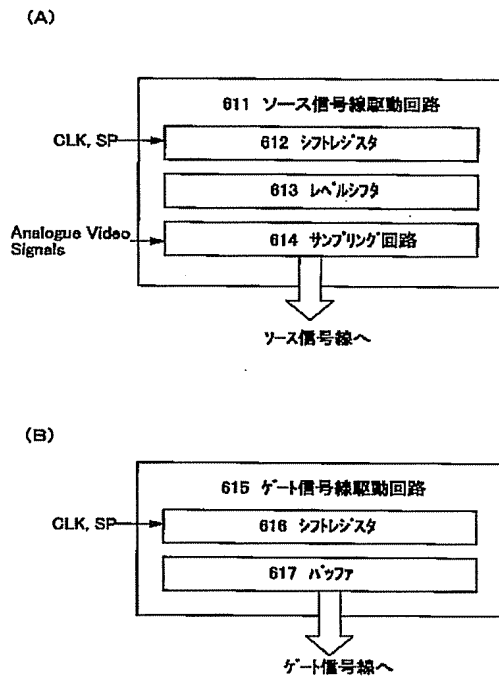 (A)
611 ソース信号線駆動回路
CLK, SP
612 シフトレジスタ
613 レベルシフタ
Analogue Video
Signals
614 サンプリング回路
ソース信号線へ
(B)
615 ゲート信号線駆動回路
CLK, SP
616 シフトレジスタ
617 バッファ
ゲート信号線へ